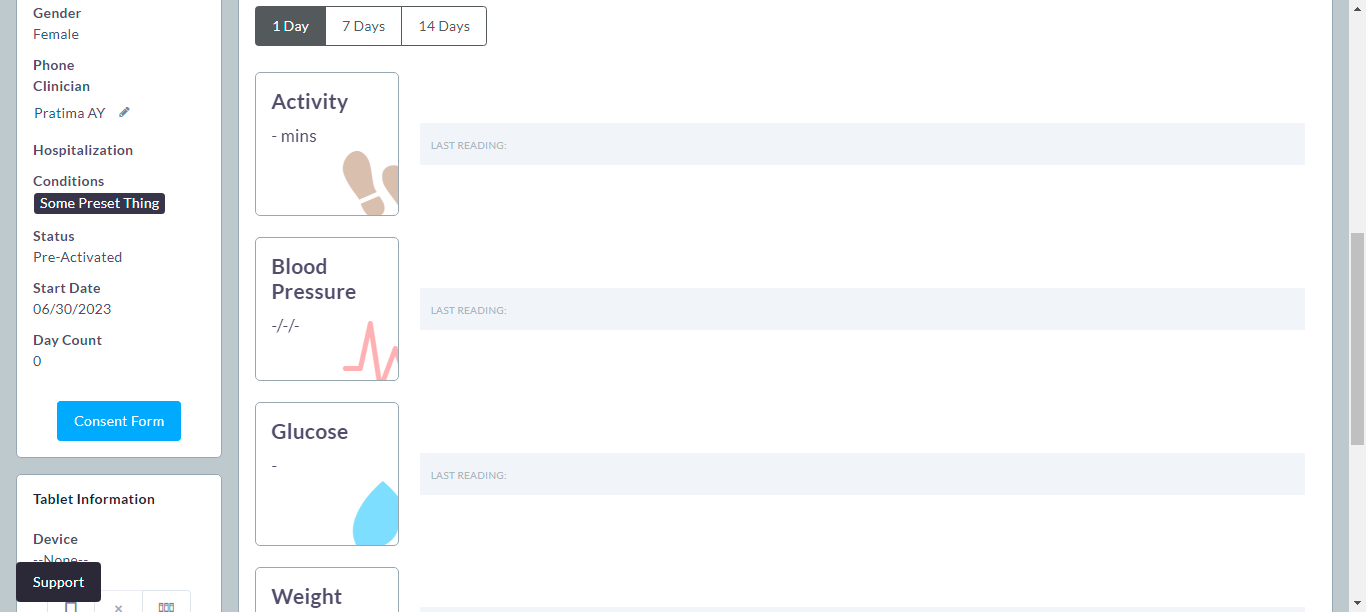 Gender
Female
Phone
Clinician
Pratima AY
Hospitalization
Conditions
Some Preset Thing
Status
Pre-Activated
Start Date
06/30/2023
Day Count
0
Consent Form
Tablet Information
Device
--None--
Support
1 Day
7 Days
14 Days
Activity
- mins
LAST READING:
Blood
Pressure
-/-/-
LAST READING:
Glucose
-
LAST READING:
Weight